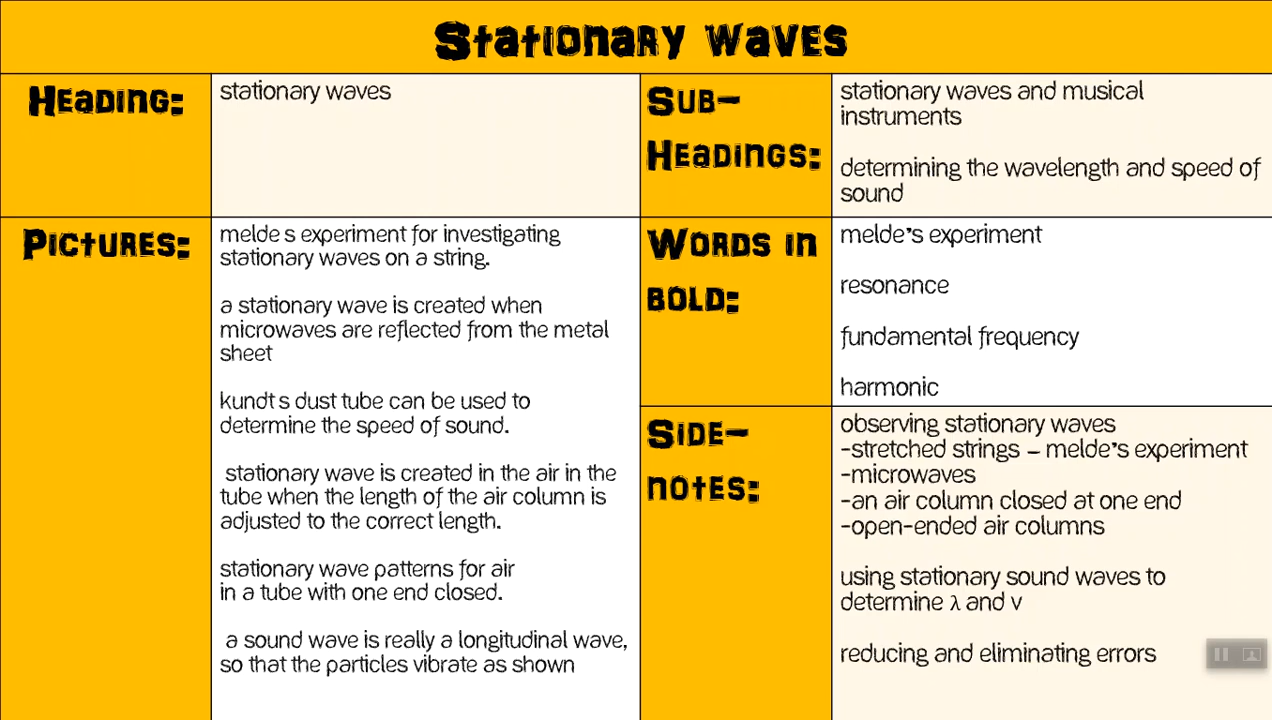 Stationary waves
Heading:
stationary waves
Sub-
Headings:
stationary waves and musical
instruments
determining the wavelength and speed of
sound
Pictures:
melde s experiment for investigating
stationary waves on a string.
a stationary wave is created when
microwaves are reflected from the metal
sheet
kundt s dust tube can be used to
determine the speed of sound.
stationary wave is created in the air in the
tube when the length of the air column is
adjusted to the correct length.
stationary wave patterns for air
in a tube with one end closed.
a sound wave is really a longitudinal wave,
so that the particles vibrate as shown
Words in
bold:
melde's experiment
resonance
fundamental frequency
harmonic
Side-
notes:
observing stationary waves
-stretched strings – melde's experiment
-microwaves
-an air column closed at one end
-open-ended air columns
using stationary sound waves to
determine λ and v
reducing and eliminating errors